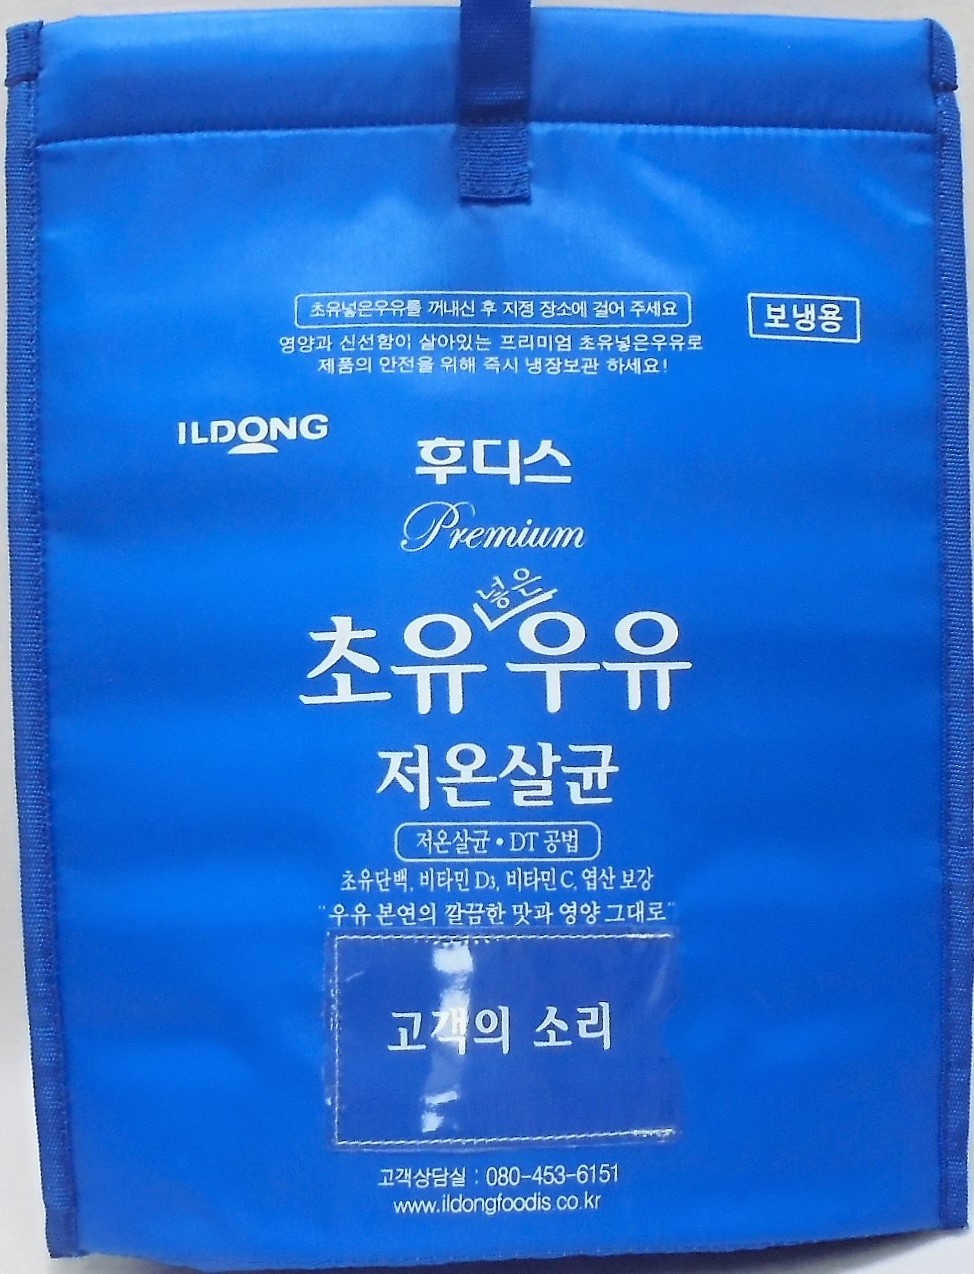 초유넣은우유를 꺼내신 후 지정 장소에 걸어 주세요
보냉용
영양과 신선함이 살아있는 프리미엄 초유넣은우유로
제품의 안전을 위해 즉시 냉장보관 하세요!
ILDONG
후디스
Premium
넣은
초유우유
저온살균
저온살균 • DT 공법
초유단백, 비타민 D₃, 비타민 C, 엽산 보강
"우유 본연의 깔끔한 맛과 영양 그대로"
고객의 소리
고객상담실 : 080-453-6151
www.ildongfoodis.co.kr